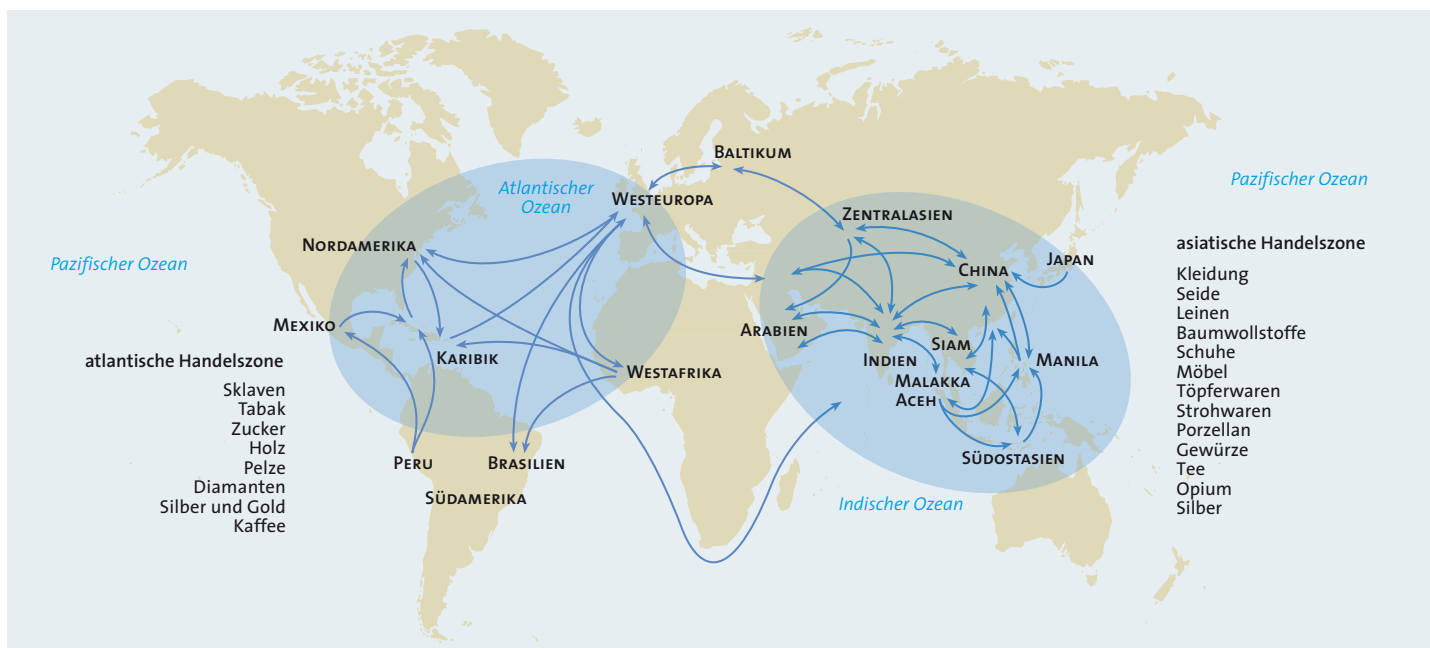 Baltikum
Atlantischer
Ozean
Pazifischer Ozean
Westeuropa
Zentralasien
Nordamerika
asiatische Handelszone
Pazifischer Ozean
China
Japan
Kleidung
Seide
Leinen
Baumwollstoffe
Schuhe
Möbel
Töpferwaren
Strohwaren
Porzellan
Gewürze
Tee
Opium
Silber
Mexiko
Arabien
Karibik
Indien
Siam
Manila
atlantische Handelszone
Westafrika
Malakka
Aceh
Sklaven
Tabak
Zucker
Holz
Pelze
Diamanten
Silber und Gold
Kaffee
Peru
Brasilien
Südostasien
Südamerika
Indischer Ozean